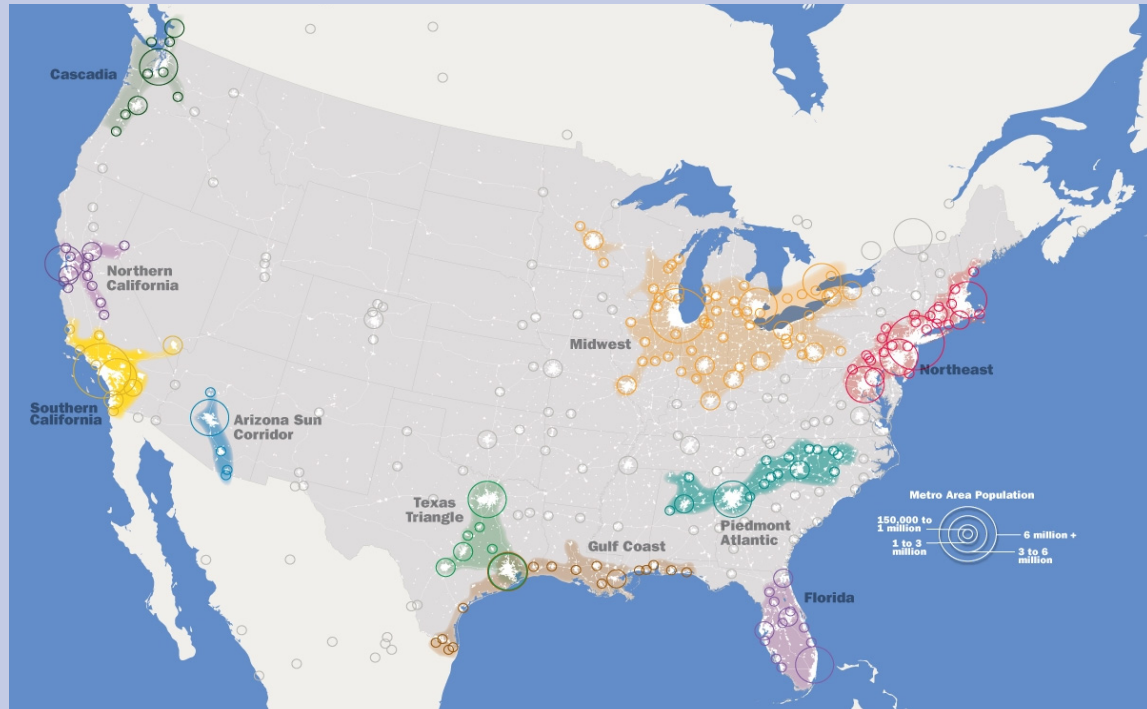 Cascadia
Northern
California
Southern
California
Arizona Sun
Corridor
Midwest
Northeast
Texas
Triangle
Gulf Coast
Piedmont
Atlantic
Florida
Metro Area Population
150,000 to
1 million
1 to 3
million
6 million +
3 to 6
million